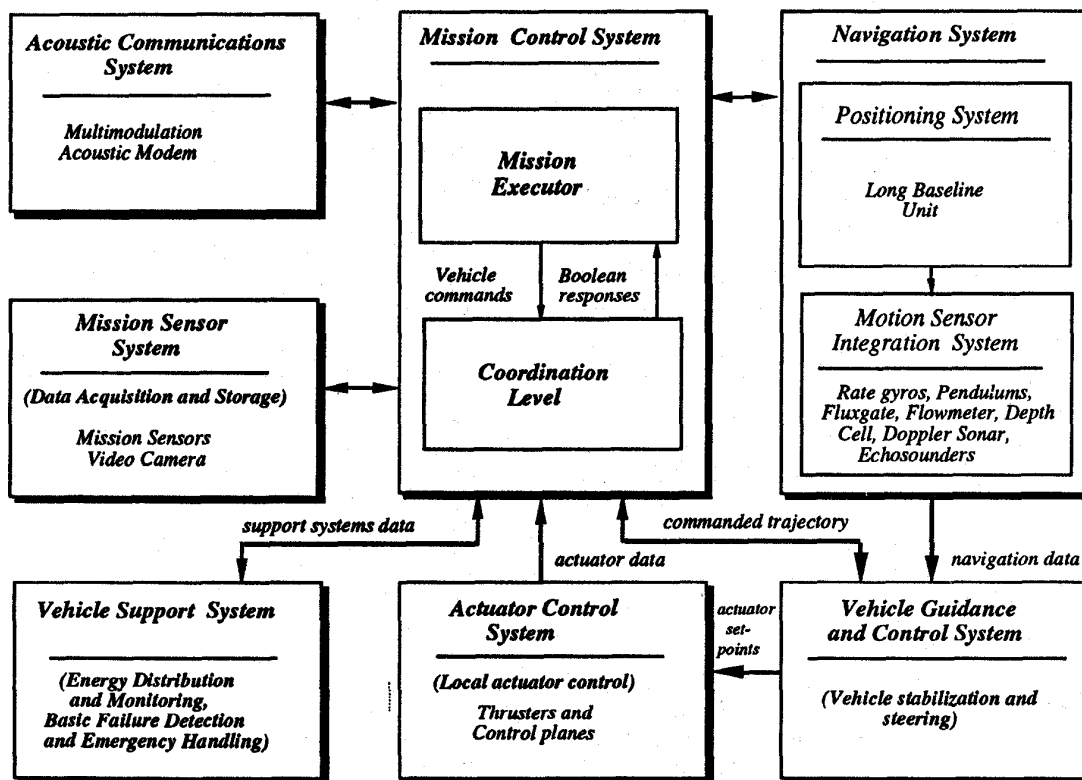 Acoustic Communications
System
Multimodulation
Acoustic Modem
Mission Control System
Mission
Executor
Vehicle
commands
Boolean
responses
Coordination
Level
Navigation System
Positioning System
Long Baseline
Unit
Motion Sensor
Integration System
Rate gyros, Pendulums,
Fluxgate, Flowmeter, Depth
Cell, Doppler Sonar,
Echosounders
Mission Sensor
System
(Data Acquisition and Storage)
Mission Sensors
Video Camera
support systems data
actuator data
commanded trajectory
navigation data
Vehicle Support System
(Energy Distribution
and Monitoring,
Basic Failure Detection
and Emergency Handling)
Actuator Control
System
(Local actuator control)
Thrusters and
Control planes
actuator
set-
points
Vehicle Guidance
and Control System
(Vehicle stabilization and
steering)